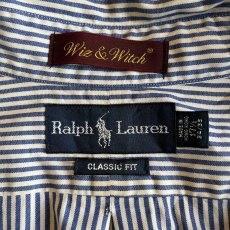 Wiz & Witch®
Ralph Lauren
CLASSIC FIT